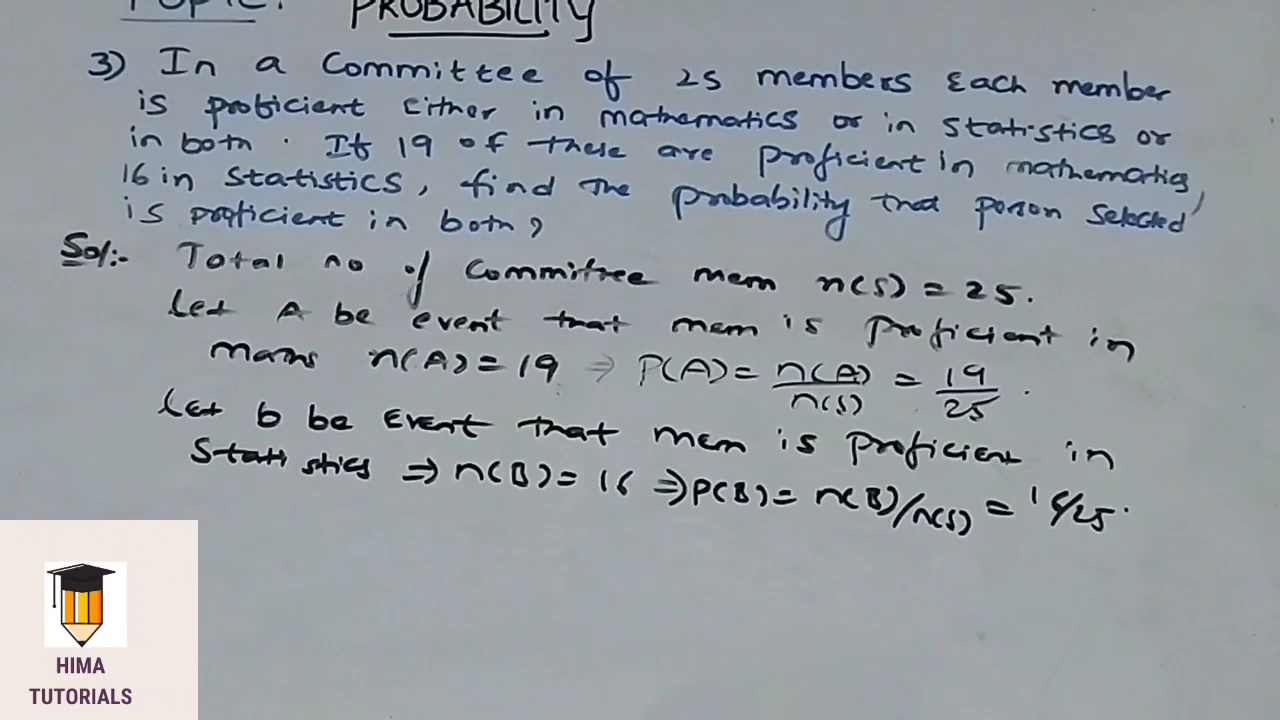 TOPIC: PROBABILITY
3) In a Committee of 25 members Each member
is proficient Either in mathematics or in statistics or
in both. If 19 of these are proficient in mathematics,
16 in statistics, find the probability that person selected
is proficient in both?
Sol:- Total no of Committee mem n(S) = 25.
Let A be event that mem is proficient in
maths n(A) = 19 ⇒ P(A) = n(A)/n(S) = 19/25.
Let b be Event that mem is proficient in
Statistics ⇒ n(B) = 16 ⇒ P(B) = n(B)/n(S) = 16/25.
HIMA
TUTORIALS